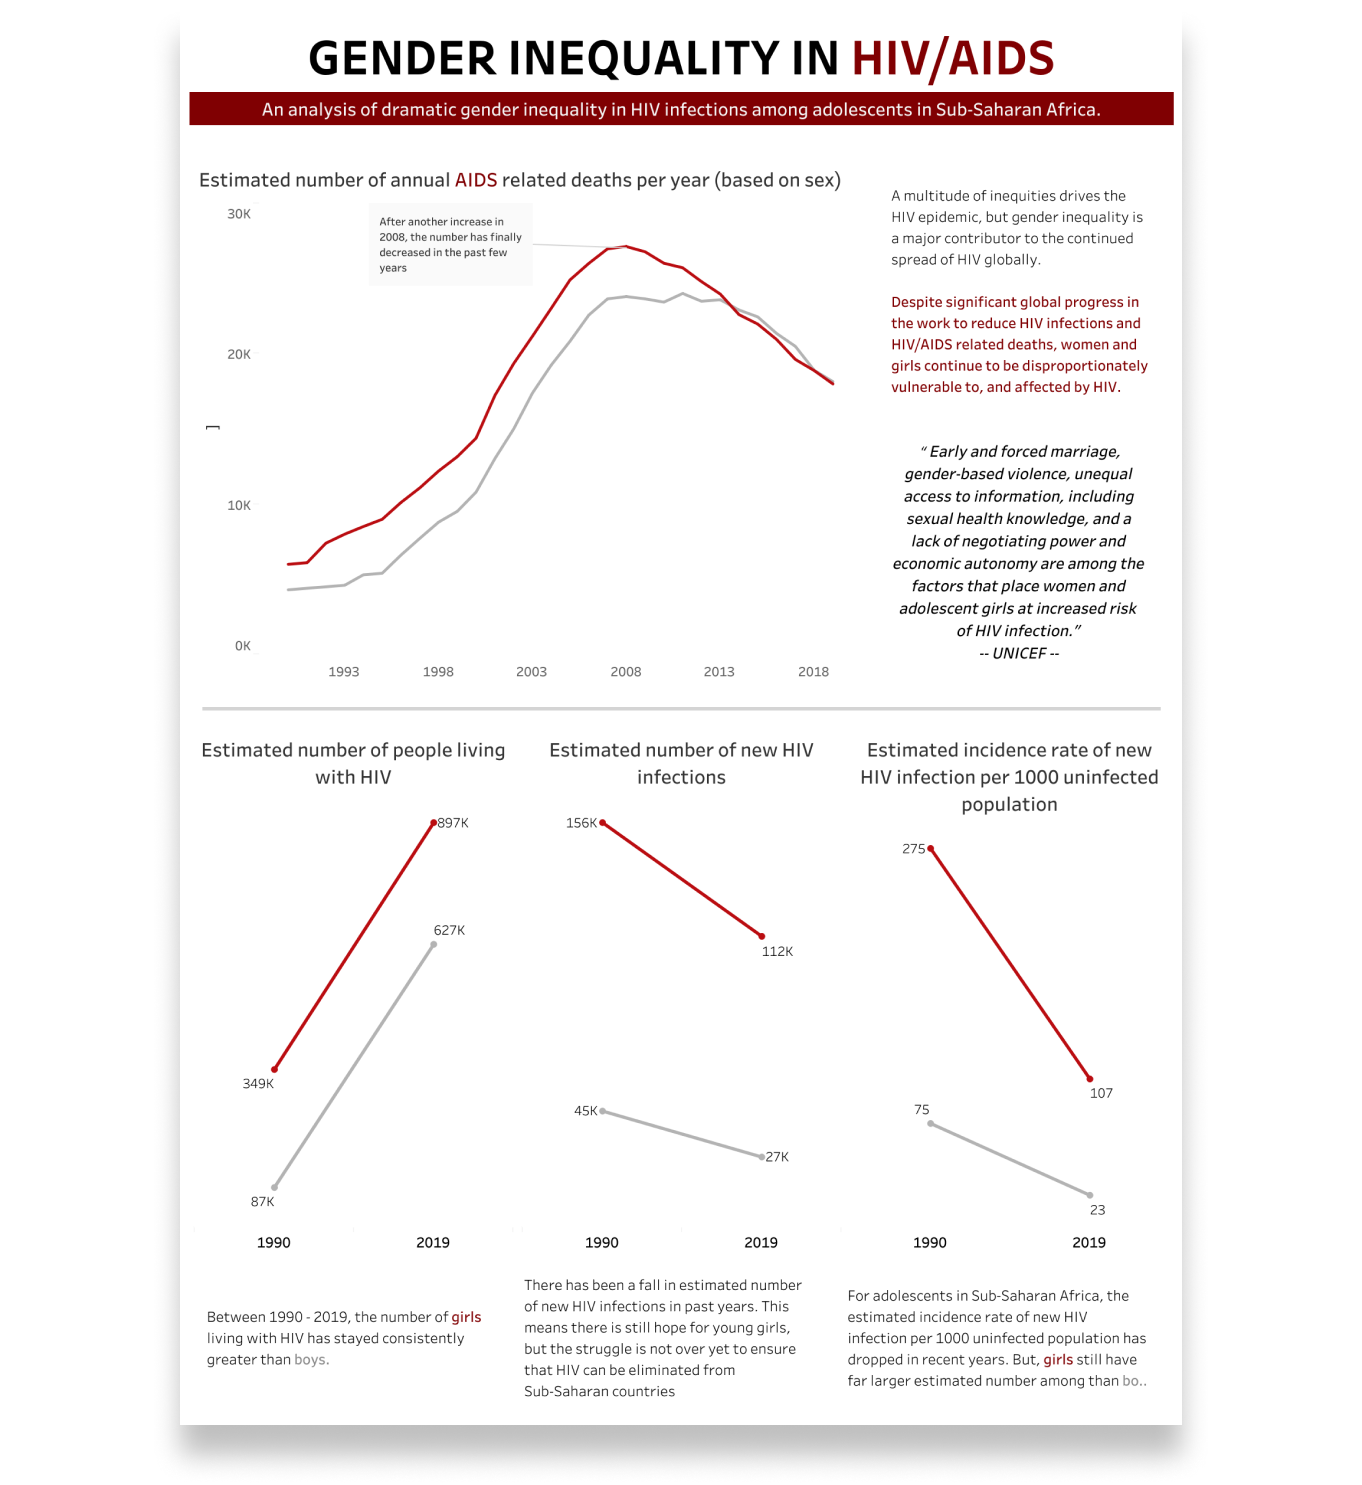 GENDER INEQUALITY IN HIV/AIDS
An analysis of dramatic gender inequality in HIV infections among adolescents in Sub-Saharan Africa.
Estimated number of annual AIDS related deaths per year (based on sex)
30K
20K
10K
0K
]
After another increase in
2008, the number has finally
decreased in the past few
years
1993
1998
2003
2008
2013
2018
A multitude of inequities drives the
HIV epidemic, but gender inequality is
a major contributor to the continued
spread of HIV globally.
Despite significant global progress in
the work to reduce HIV infections and
HIV/AIDS related deaths, women and
girls continue to be disproportionately
vulnerable to, and affected by HIV.
“ Early and forced marriage,
gender-based violence, unequal
access to information, including
sexual health knowledge, and a
lack of negotiating power and
economic autonomy are among the
factors that place women and
adolescent girls at increased risk
of HIV infection.”
-- UNICEF --
Estimated number of people living
with HIV
897K
627K
349K
87K
1990
2019
Between 1990 - 2019, the number of girls
living with HIV has stayed consistently
greater than boys.
Estimated number of new HIV
infections
156K
112K
45K
27K
1990
2019
There has been a fall in estimated number
of new HIV infections in past years. This
means there is still hope for young girls,
but the struggle is not over yet to ensure
that HIV can be eliminated from
Sub-Saharan countries
Estimated incidence rate of new
HIV infection per 1000 uninfected
population
275
107
75
23
1990
2019
For adolescents in Sub-Saharan Africa, the
estimated incidence rate of new HIV
infection per 1000 uninfected population has
dropped in recent years. But, girls still have
far larger estimated number among than bo..